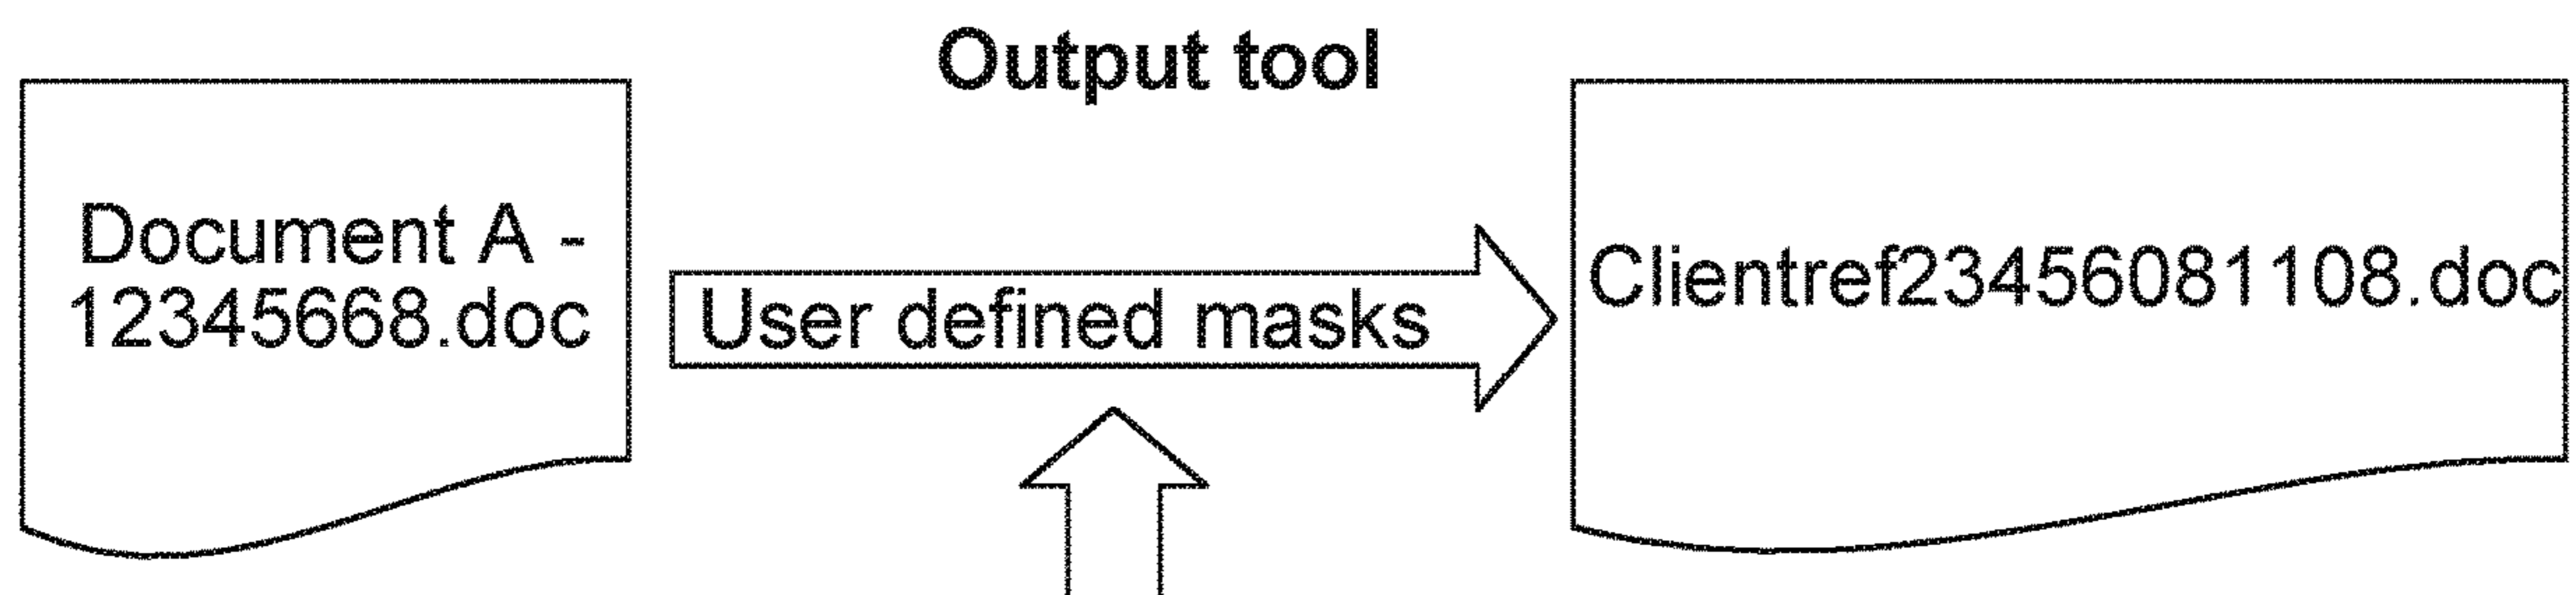 Output tool
Document A -
12345668.doc
User defined masks
Clientref23456081108.doc